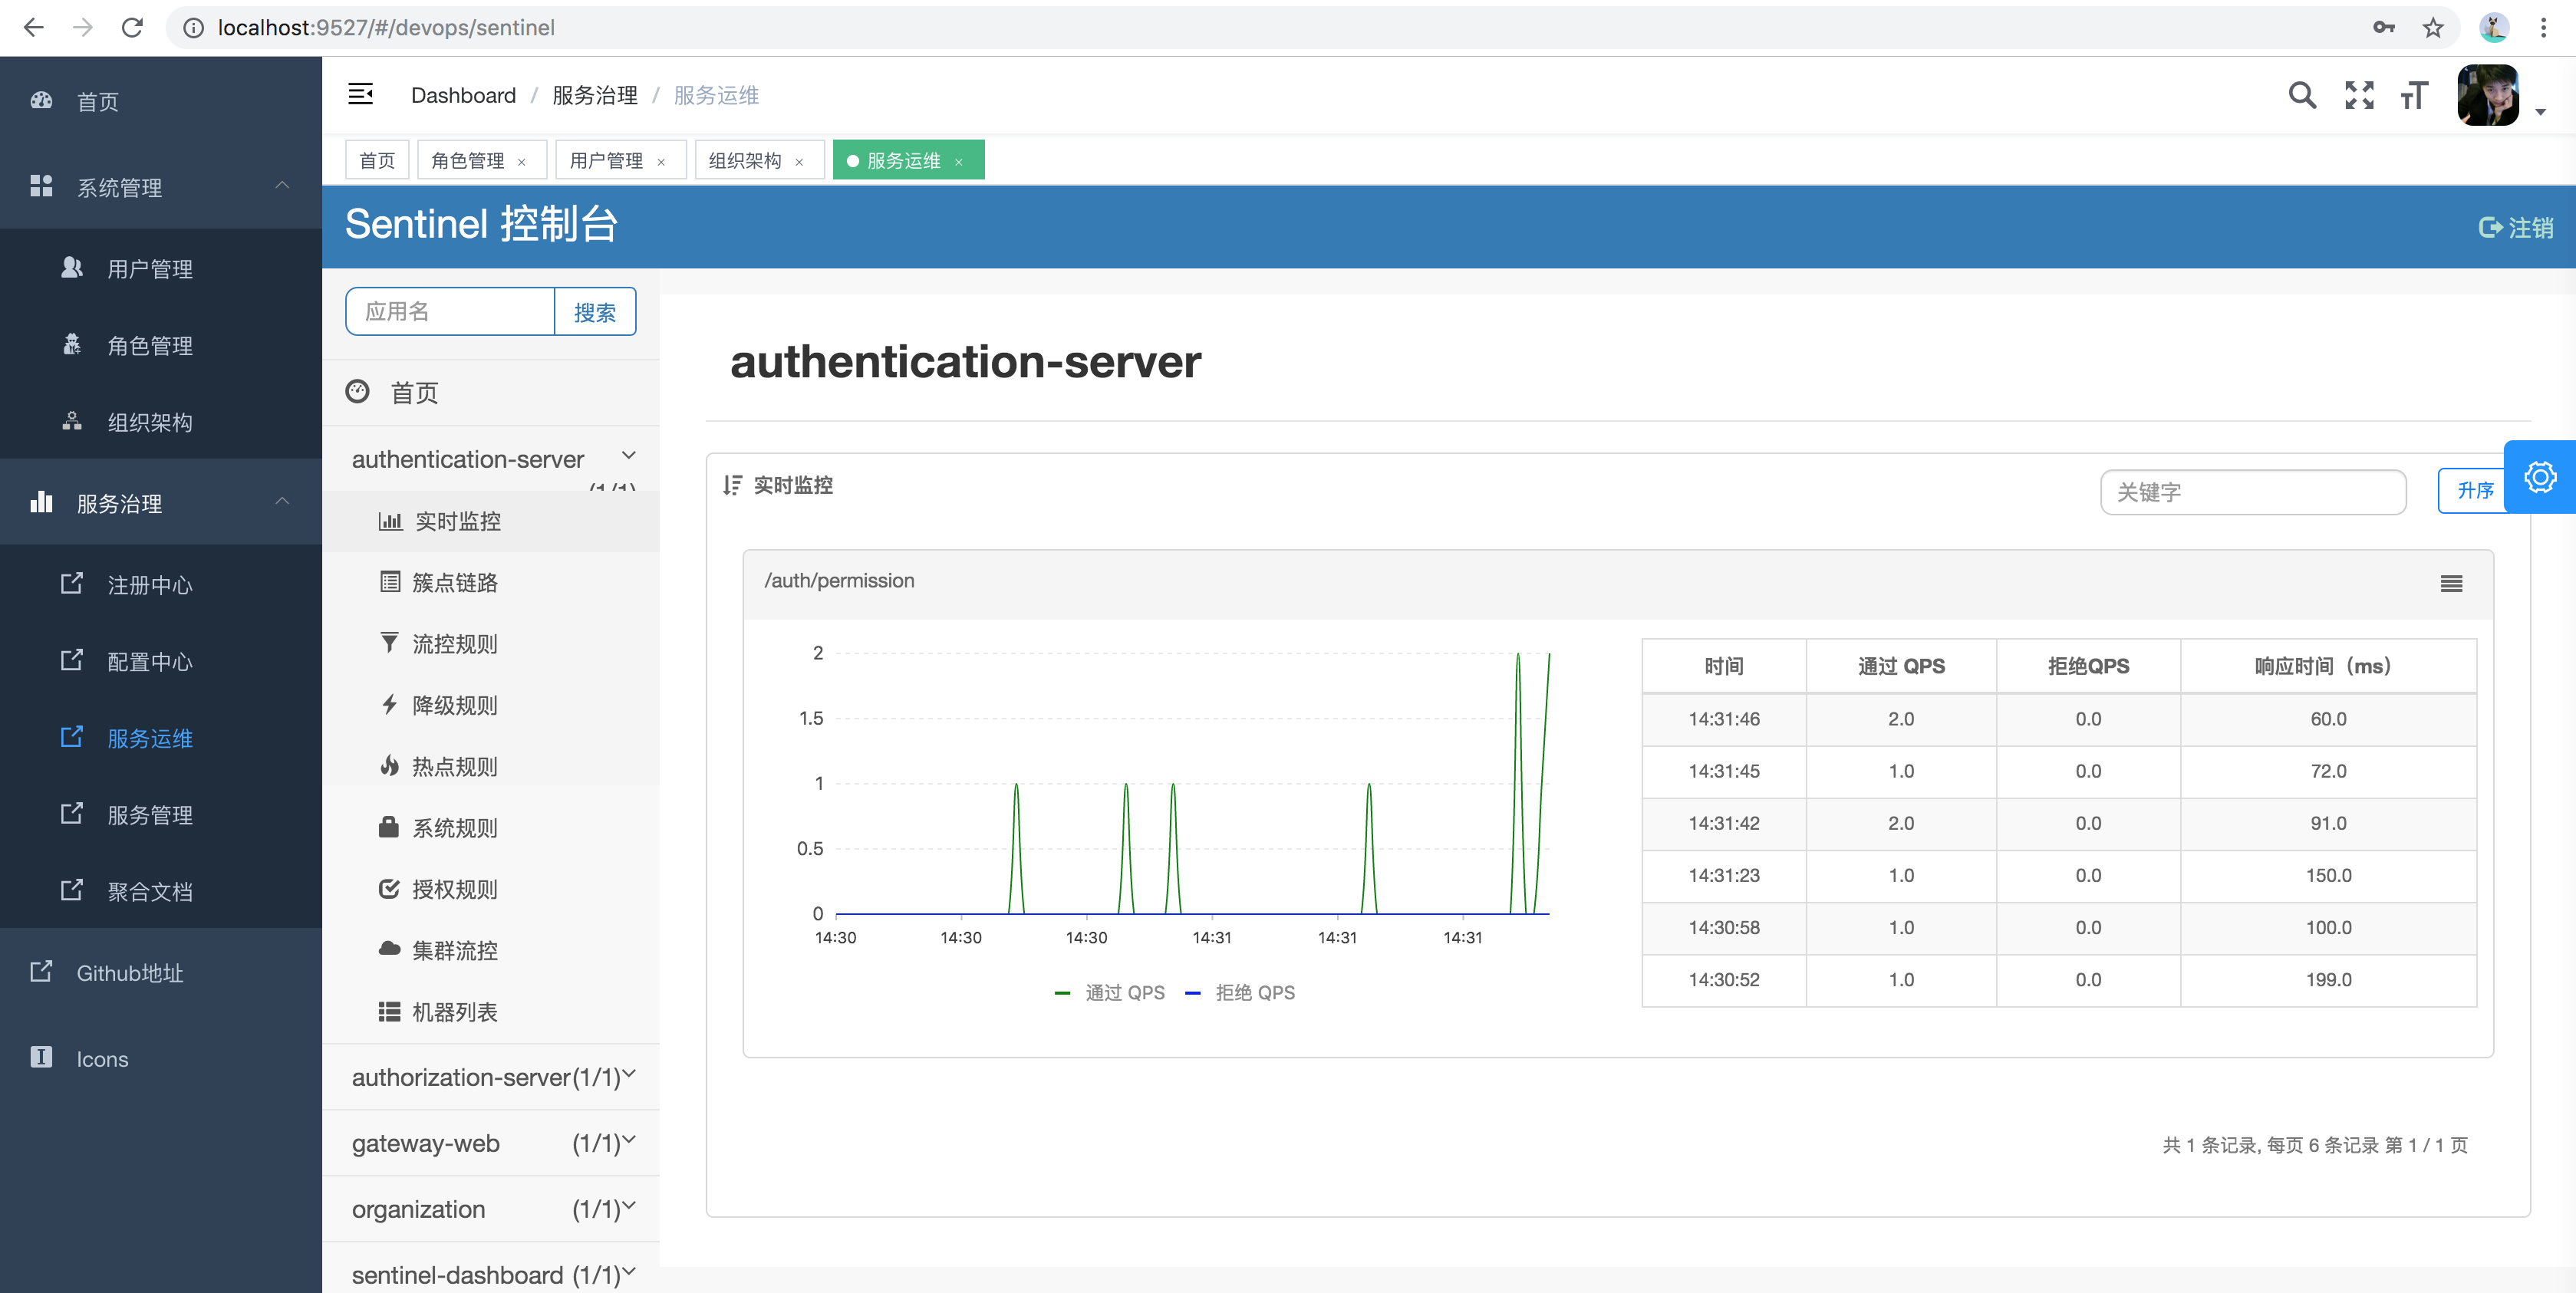 localhost:9527/#/devops/sentinel
首页
系统管理
用户管理
角色管理
组织架构
服务治理
注册中心
配置中心
服务运维
服务管理
聚合文档
Github地址
Icons
Dashboard / 服务治理 / 服务运维
首页 角色管理 × 用户管理 × 组织架构 × 服务运维 ×
Sentinel 控制台 注销
应用名 搜索
首页
authentication-server
(1/1)
实时监控
簇点链路
流控规则
降级规则
热点规则
系统规则
授权规则
集群流控
机器列表
authorization-server(1/1)
gateway-web (1/1)
organization (1/1)
sentinel-dashboard (1/1)
authentication-server
实时监控 关键字 升序
/auth/permission
2
1.5
1
0.5
0
14:30 14:30 14:30 14:31 14:31 14:31
通过 QPS 拒绝 QPS
时间 通过 QPS 拒绝QPS 响应时间（ms）
14:31:46 2.0 0.0 60.0
14:31:45 1.0 0.0 72.0
14:31:42 2.0 0.0 91.0
14:31:23 1.0 0.0 150.0
14:30:58 1.0 0.0 100.0
14:30:52 1.0 0.0 199.0
共 1 条记录, 每页 6 条记录 第 1 / 1 页